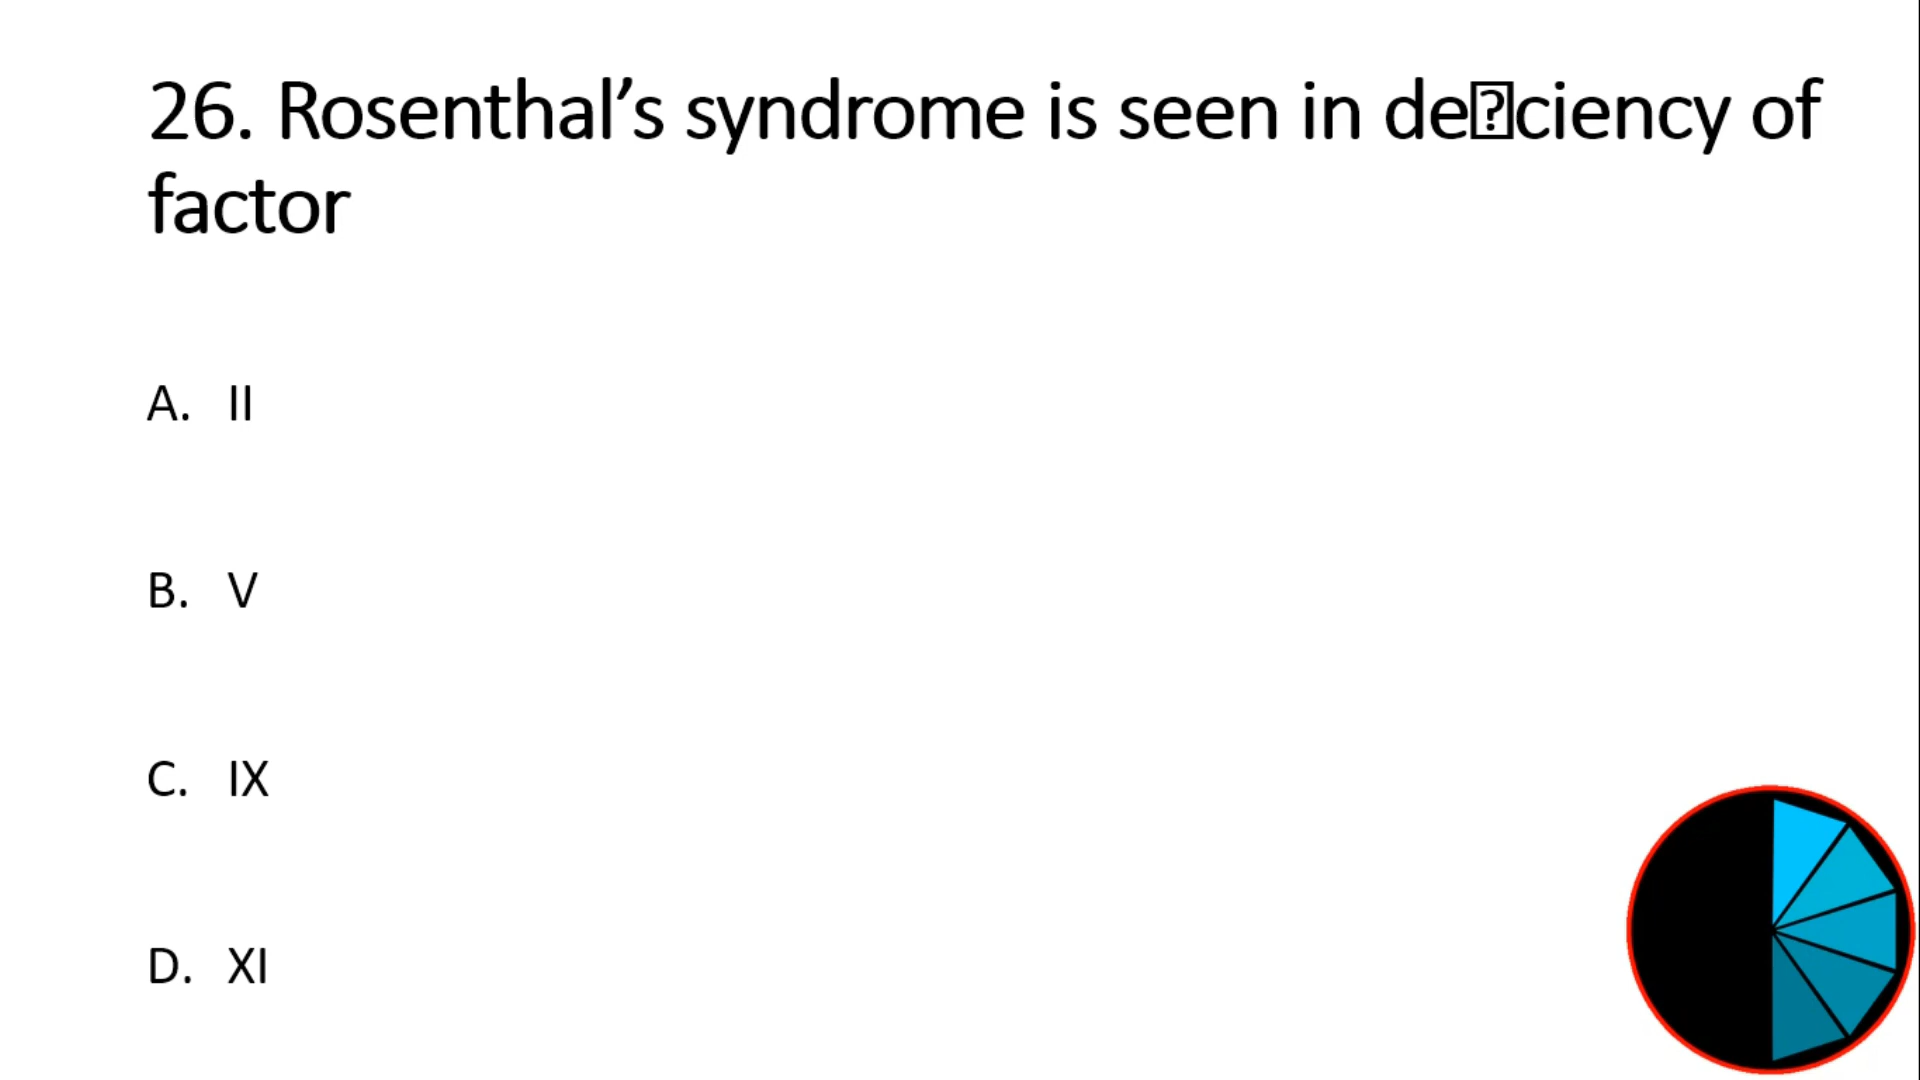 26. Rosenthal’s syndrome is seen in de⍰ciency of
factor
A. II
B. V
C. IX
D. XI